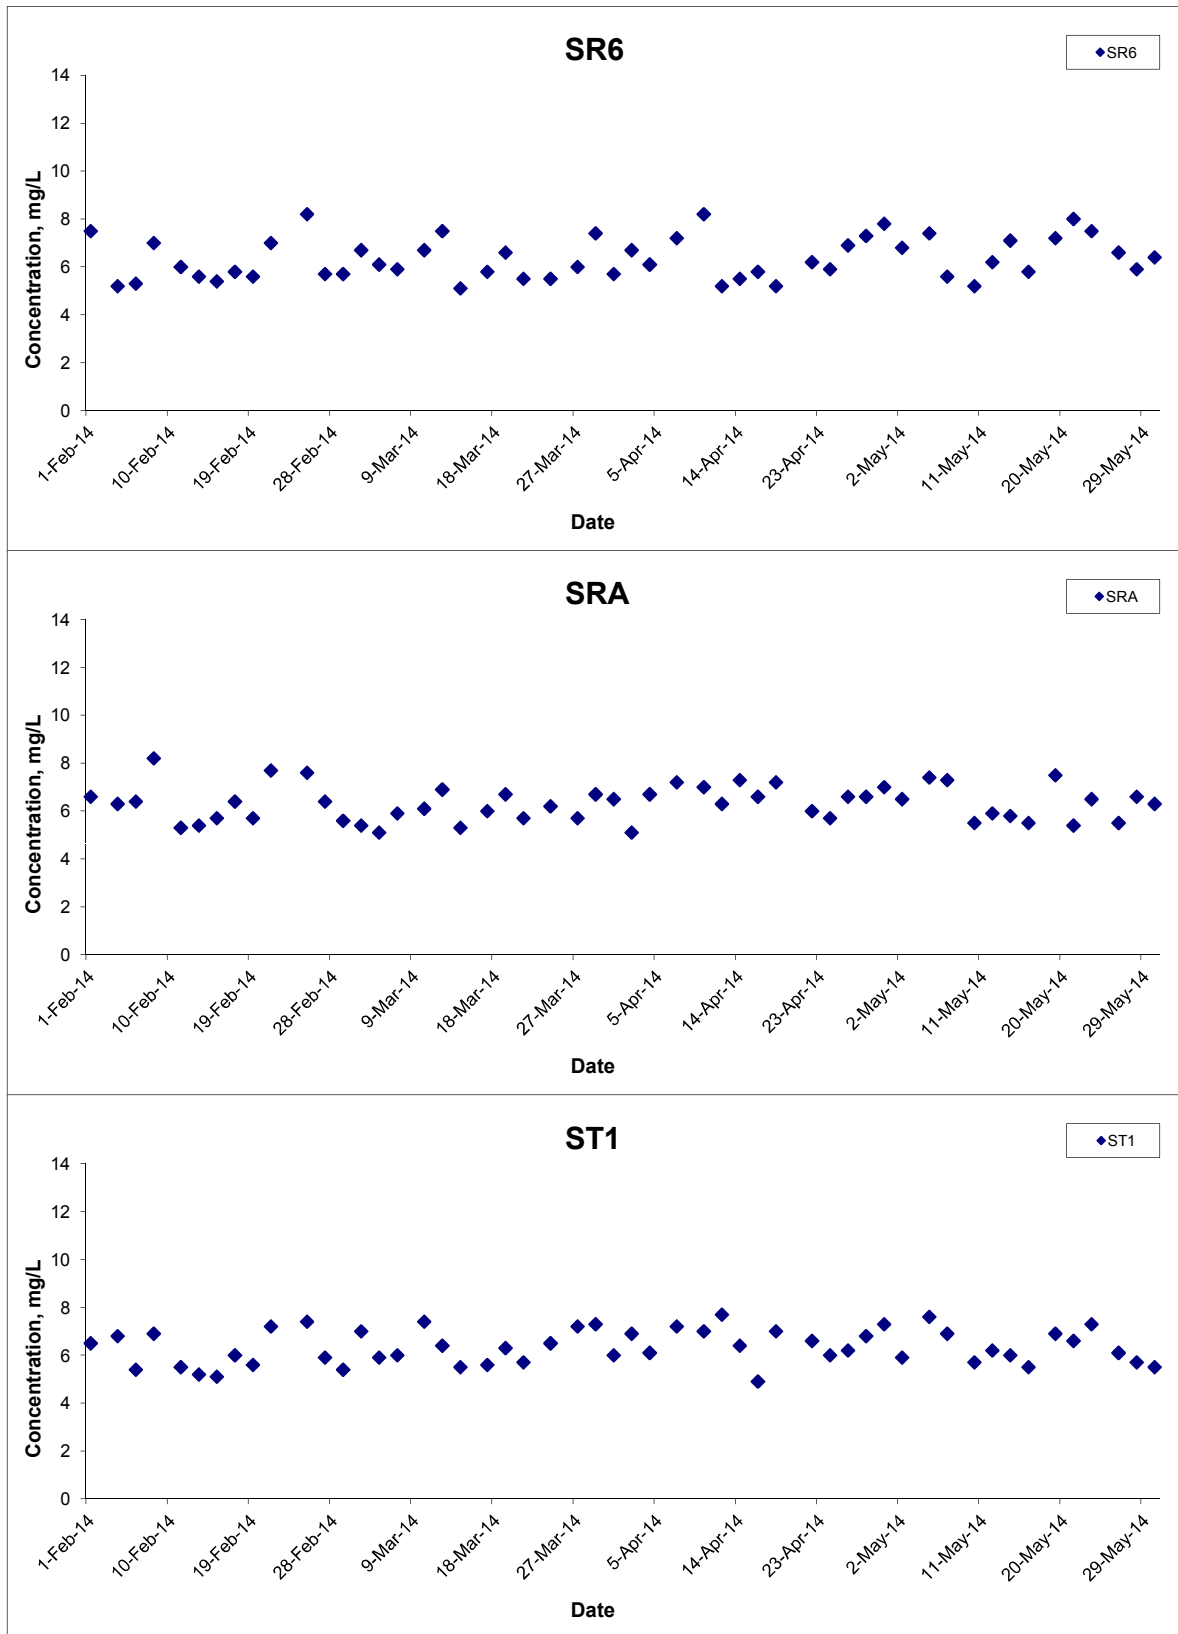 SR6
SR6
14
12
10
8
6
4
2
0
Concentration, mg/L
1-Feb-14 10-Feb-14 19-Feb-14 28-Feb-14 9-Mar-14 18-Mar-14 27-Mar-14 5-Apr-14 14-Apr-14 23-Apr-14 2-May-14 11-May-14 20-May-14 29-May-14
Date
SRA
SRA
14
12
10
8
6
4
2
0
Concentration, mg/L
1-Feb-14 10-Feb-14 19-Feb-14 28-Feb-14 9-Mar-14 18-Mar-14 27-Mar-14 5-Apr-14 14-Apr-14 23-Apr-14 2-May-14 11-May-14 20-May-14 29-May-14
Date
ST1
ST1
14
12
10
8
6
4
2
0
Concentration, mg/L
1-Feb-14 10-Feb-14 19-Feb-14 28-Feb-14 9-Mar-14 18-Mar-14 27-Mar-14 5-Apr-14 14-Apr-14 23-Apr-14 2-May-14 11-May-14 20-May-14 29-May-14
Date